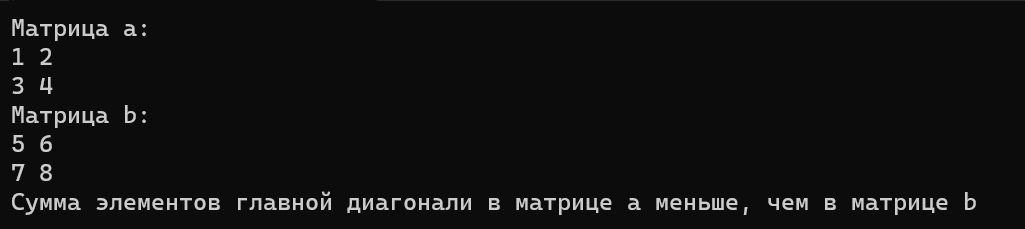 Матрица a:
1 2
3 4
Матрица b:
5 6
7 8
Сумма элементов главной диагонали в матрице a меньше, чем в матрице b